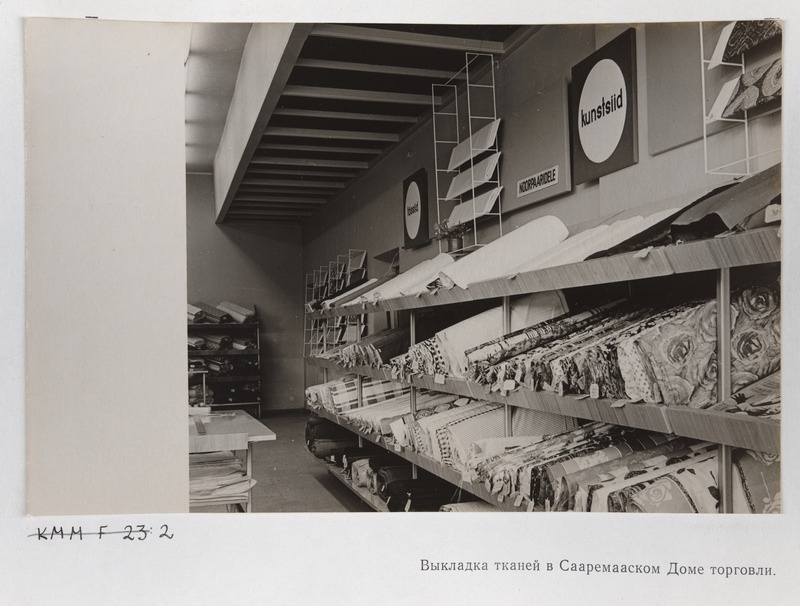 kunstsiid
NOORPAARIDELE
KMM F 23:2
Выкладка тканей в Сааремааском Доме торговли.